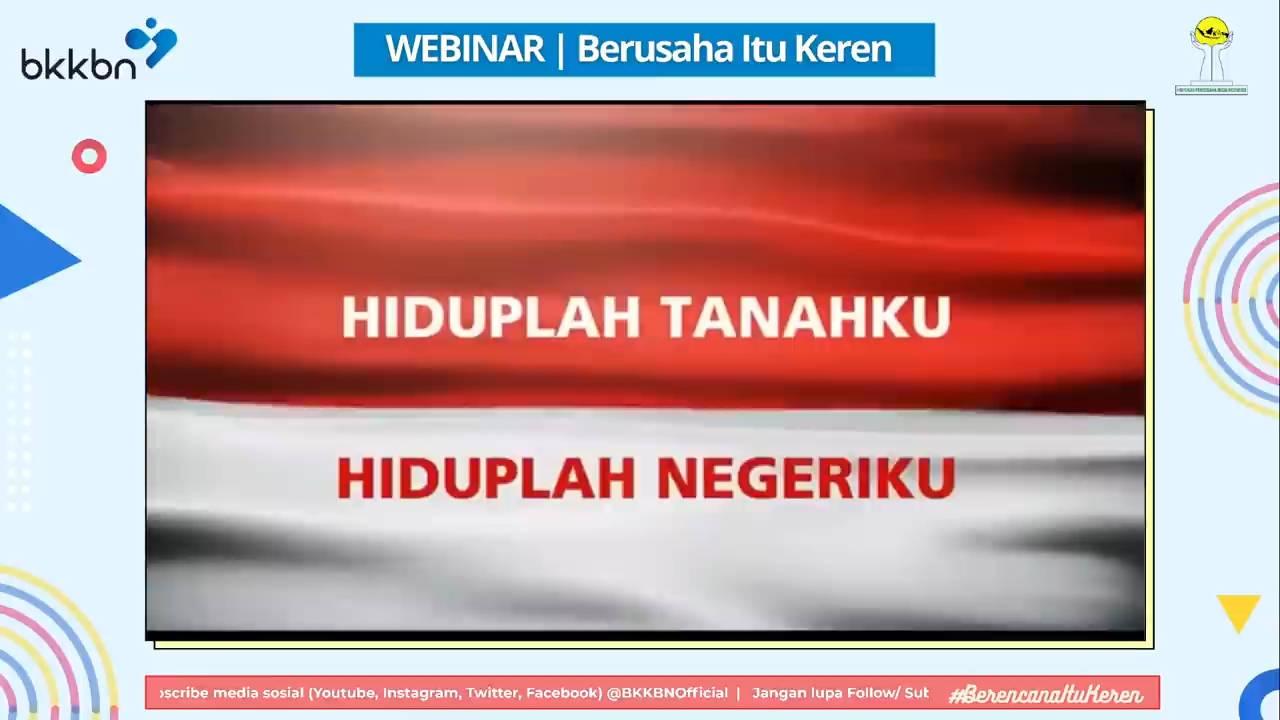 bkkbn
WEBINAR | Berusaha Itu Keren
HIDUPLAH TANAHKU
HIDUPLAH NEGERIKU
scribe media sosial (Youtube, Instagram, Twitter, Facebook) @BKKBNOfficial | Jangan lupa Follow/ Sub
#BerencanaItuKeren